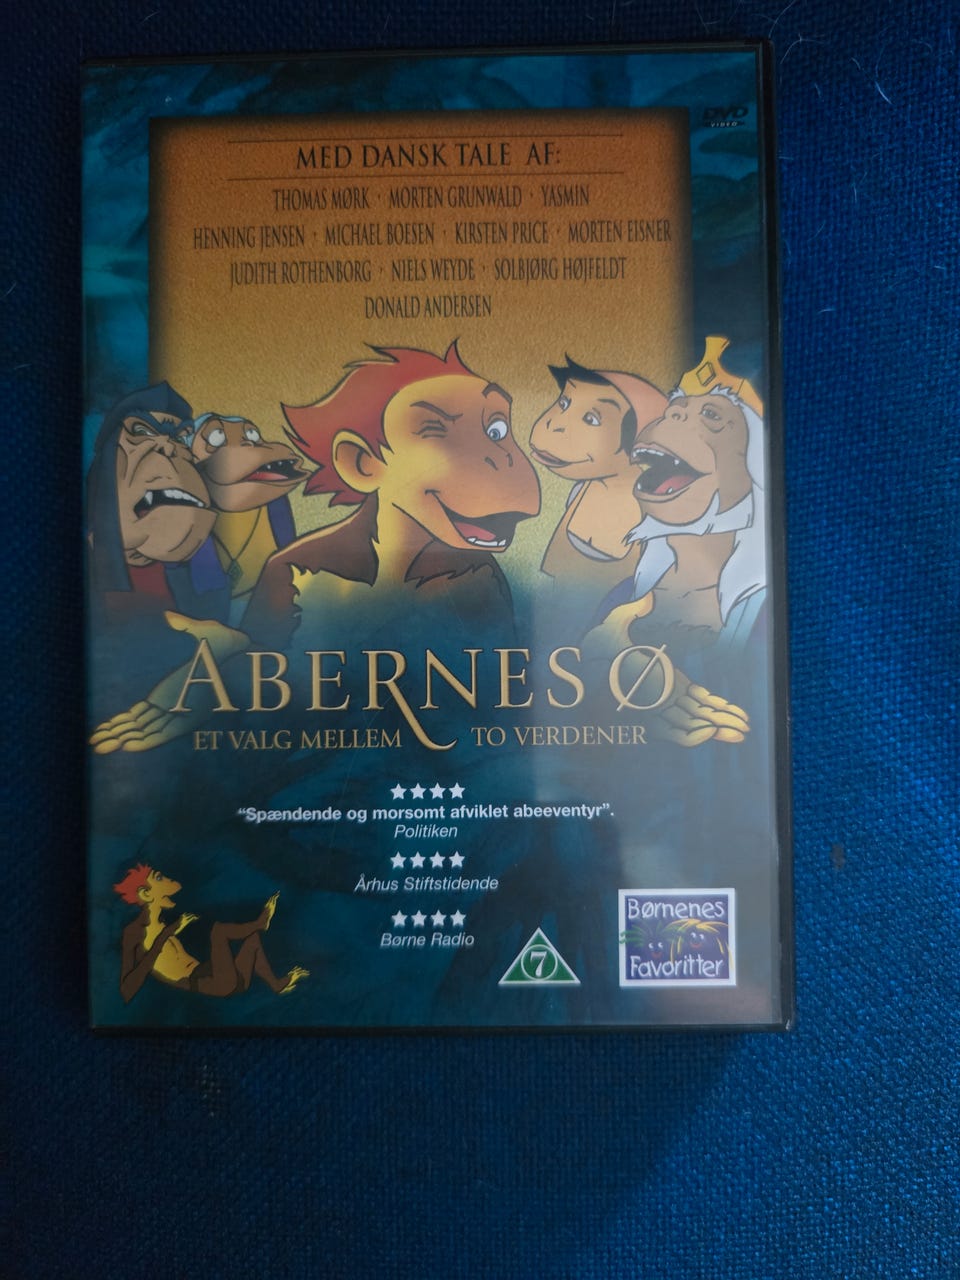 DVD
VIDEO
MED DANSK TALE AF:
THOMAS MØRK · MORTEN GRUNWALD · YASMIN
HENNING JENSEN · MICHAEL BOESEN · KIRSTEN PRICE · MORTEN EISNER
JUDITH ROTHENBORG · NIELS WEYDE · SOLBJØRG HØJFELDT
DONALD ANDERSEN
ABERNES Ø
ET VALG MELLEM TO VERDENER
“Spændende og morsomt afviklet abeeventyr”.
Politiken
Århus Stiftstidende
Børne Radio
7
Børnenes
Favoritter